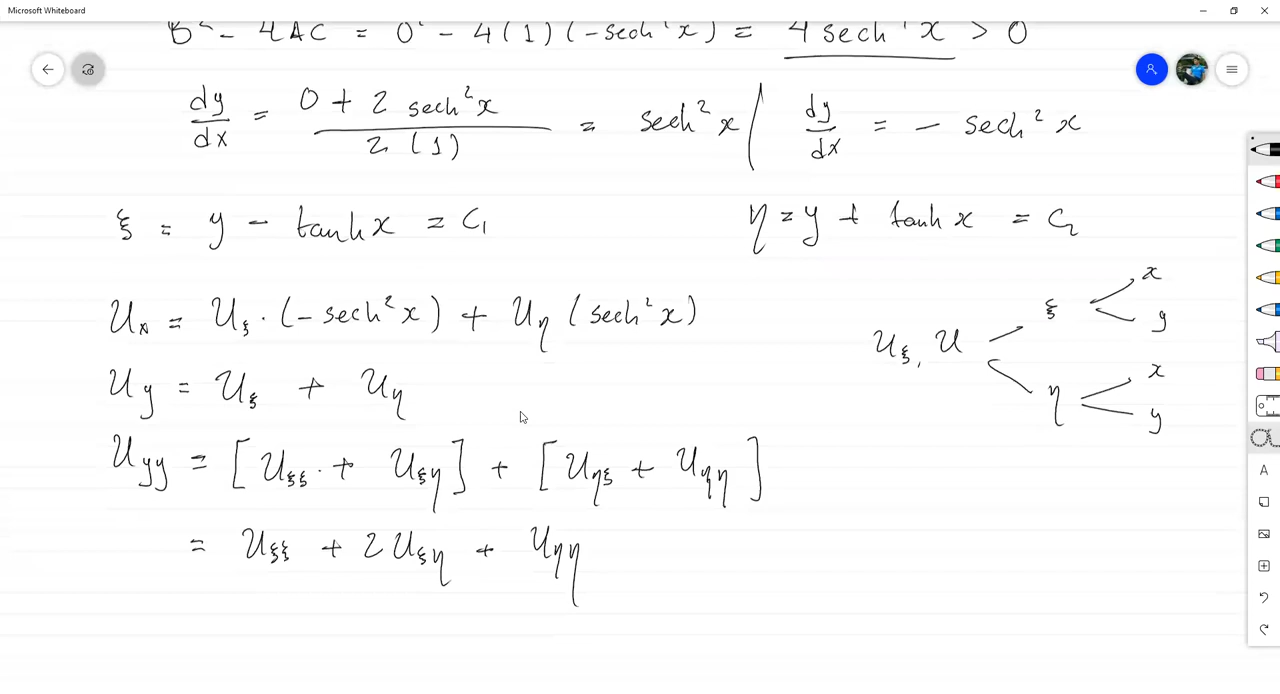 Microsoft Whiteboard
B² - 4AC = 0² - 4(1)(-sech⁴x) = 4 sech⁴x > 0
dy/dx = (0 + 2 sech²x)/(2(1)) = sech²x | dy/dx = - sech²x
ξ = y - tanh x = C₁ η = y + tanh x = C₂
Uₓ = U_ξ · (-sech²x) + U_η (sech²x)
U_ξ, U < ξ < x y
η < x y
U_y = U_ξ + U_η
U_yy = [U_ξξ + U_ξη] + [U_ηξ + U_ηη]
= U_ξξ + 2U_ξη + U_ηη
A